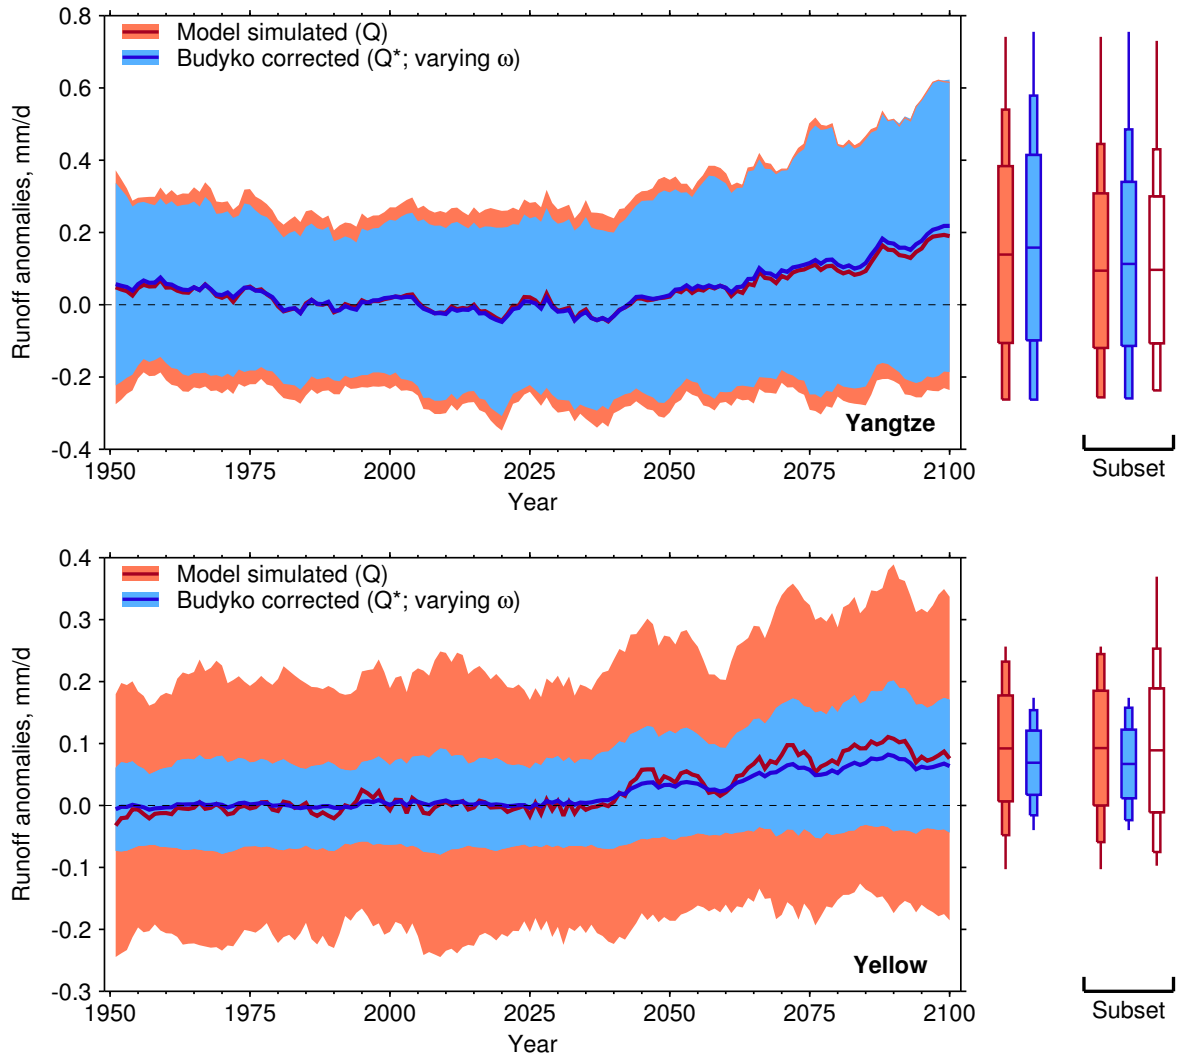 0.8
0.6
0.4
0.2
0.0
-0.2
-0.4
Runoff anomalies, mm/d
Model simulated (Q)
Budyko corrected (Q*; varying ω)
Yangtze
1950 1975 2000 2025 2050 2075 2100
Year
Subset
0.4
0.3
0.2
0.1
0.0
-0.1
-0.2
-0.3
Runoff anomalies, mm/d
Model simulated (Q)
Budyko corrected (Q*; varying ω)
Yellow
1950 1975 2000 2025 2050 2075 2100
Year
Subset